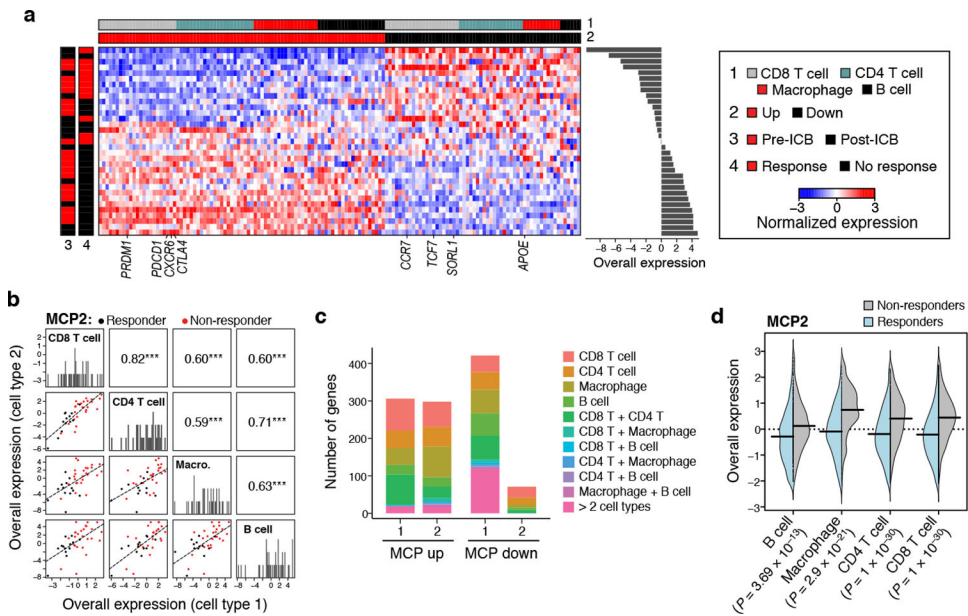 a
1
2
3
4
PRDM1
PDCD1
CXCR6
CTLA4
CCR7
TCF7
SORL1
APOE
−8 −6 −4 −2 0 2 4
Overall expression
1 CD8 T cell CD4 T cell
Macrophage B cell
2 Up Down
3 Pre-ICB Post-ICB
4 Response No response
−3 0 3
Normalized expression
b
MCP2: Responder Non-responder
CD8 T cell
0.82***
0.60***
0.60***
CD4 T cell
0.59***
0.71***
Macro.
0.63***
B cell
Overall expression (cell type 2)
Overall expression (cell type 1)
c
Number of genes
400
300
200
100
0
1 2 1 2
MCP up MCP down
CD8 T cell
CD4 T cell
Macrophage
B cell
CD8 T + CD4 T
CD8 T + Macrophage
CD8 T + B cell
CD4 T + Macrophage
CD4 T + B cell
Macrophage + B cell
> 2 cell types
d
MCP2
Non-responders
Responders
Overall expression
3
2
1
0
−1
−2
−3
B cell
(P = 3.69 × 10−13)
Macrophage
(P = 2.9 × 10−21)
CD4 T cell
(P = 1 × 10−30)
CD8 T cell
(P = 1 × 10−30)